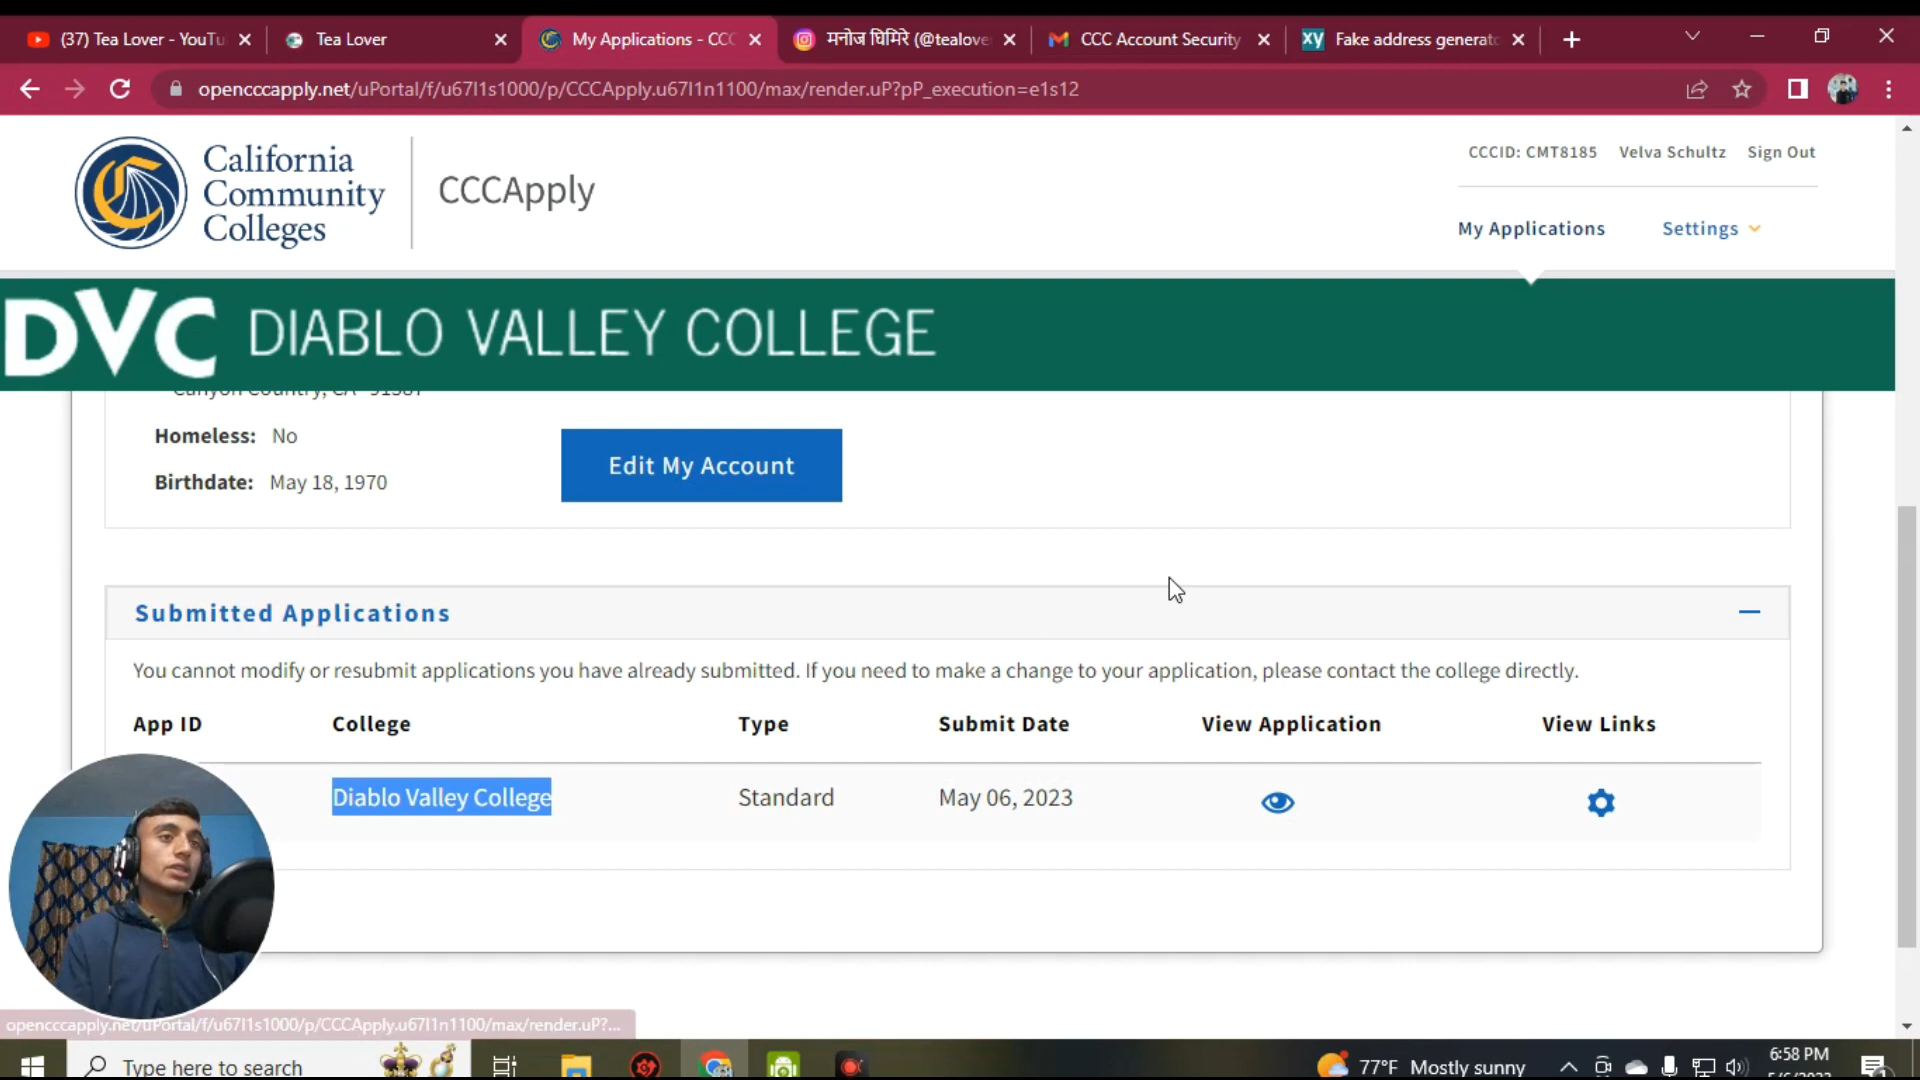 (37) Tea Lover - YouTu
Tea Lover
My Applications - CCC
मनोज घिमिरे (@tealove
CCC Account Security
Fake address generat
opencccapply.net/uPortal/f/u67l1s1000/p/CCCApply.u67l1n1100/max/render.uP?pP_execution=e1s12
California
Community
Colleges
CCCApply
CCCID: CMT8185 Velva Schultz Sign Out
My Applications Settings
DVC DIABLO VALLEY COLLEGE
Canyon Country, CA 91387
Homeless: No
Birthdate: May 18, 1970
Edit My Account
Submitted Applications
You cannot modify or resubmit applications you have already submitted. If you need to make a change to your application, please contact the college directly.
App ID College Type Submit Date View Application View Links
Diablo Valley College Standard May 06, 2023
opencccapply.net/uPortal/f/u67l1s1000/p/CCCApply.u67l1n1100/max/render.uP?...
Type here to search
77°F Mostly sunny
6:58 PM